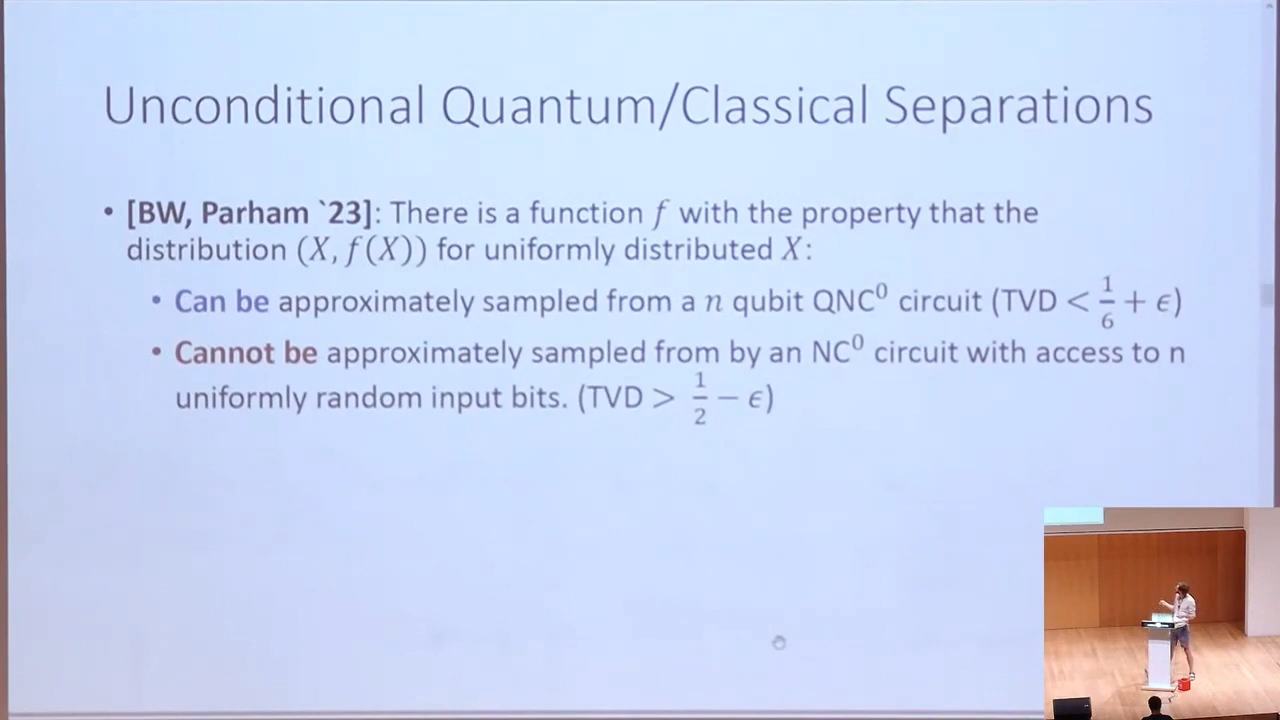 Unconditional Quantum/Classical Separations
• [BW, Parham `23]: There is a function f with the property that the
distribution (X, f(X)) for uniformly distributed X:
• Can be approximately sampled from a n qubit QNC⁰ circuit (TVD < 1/6 + ϵ)
• Cannot be approximately sampled from by an NC⁰ circuit with access to n
uniformly random input bits. (TVD > 1/2 − ϵ)